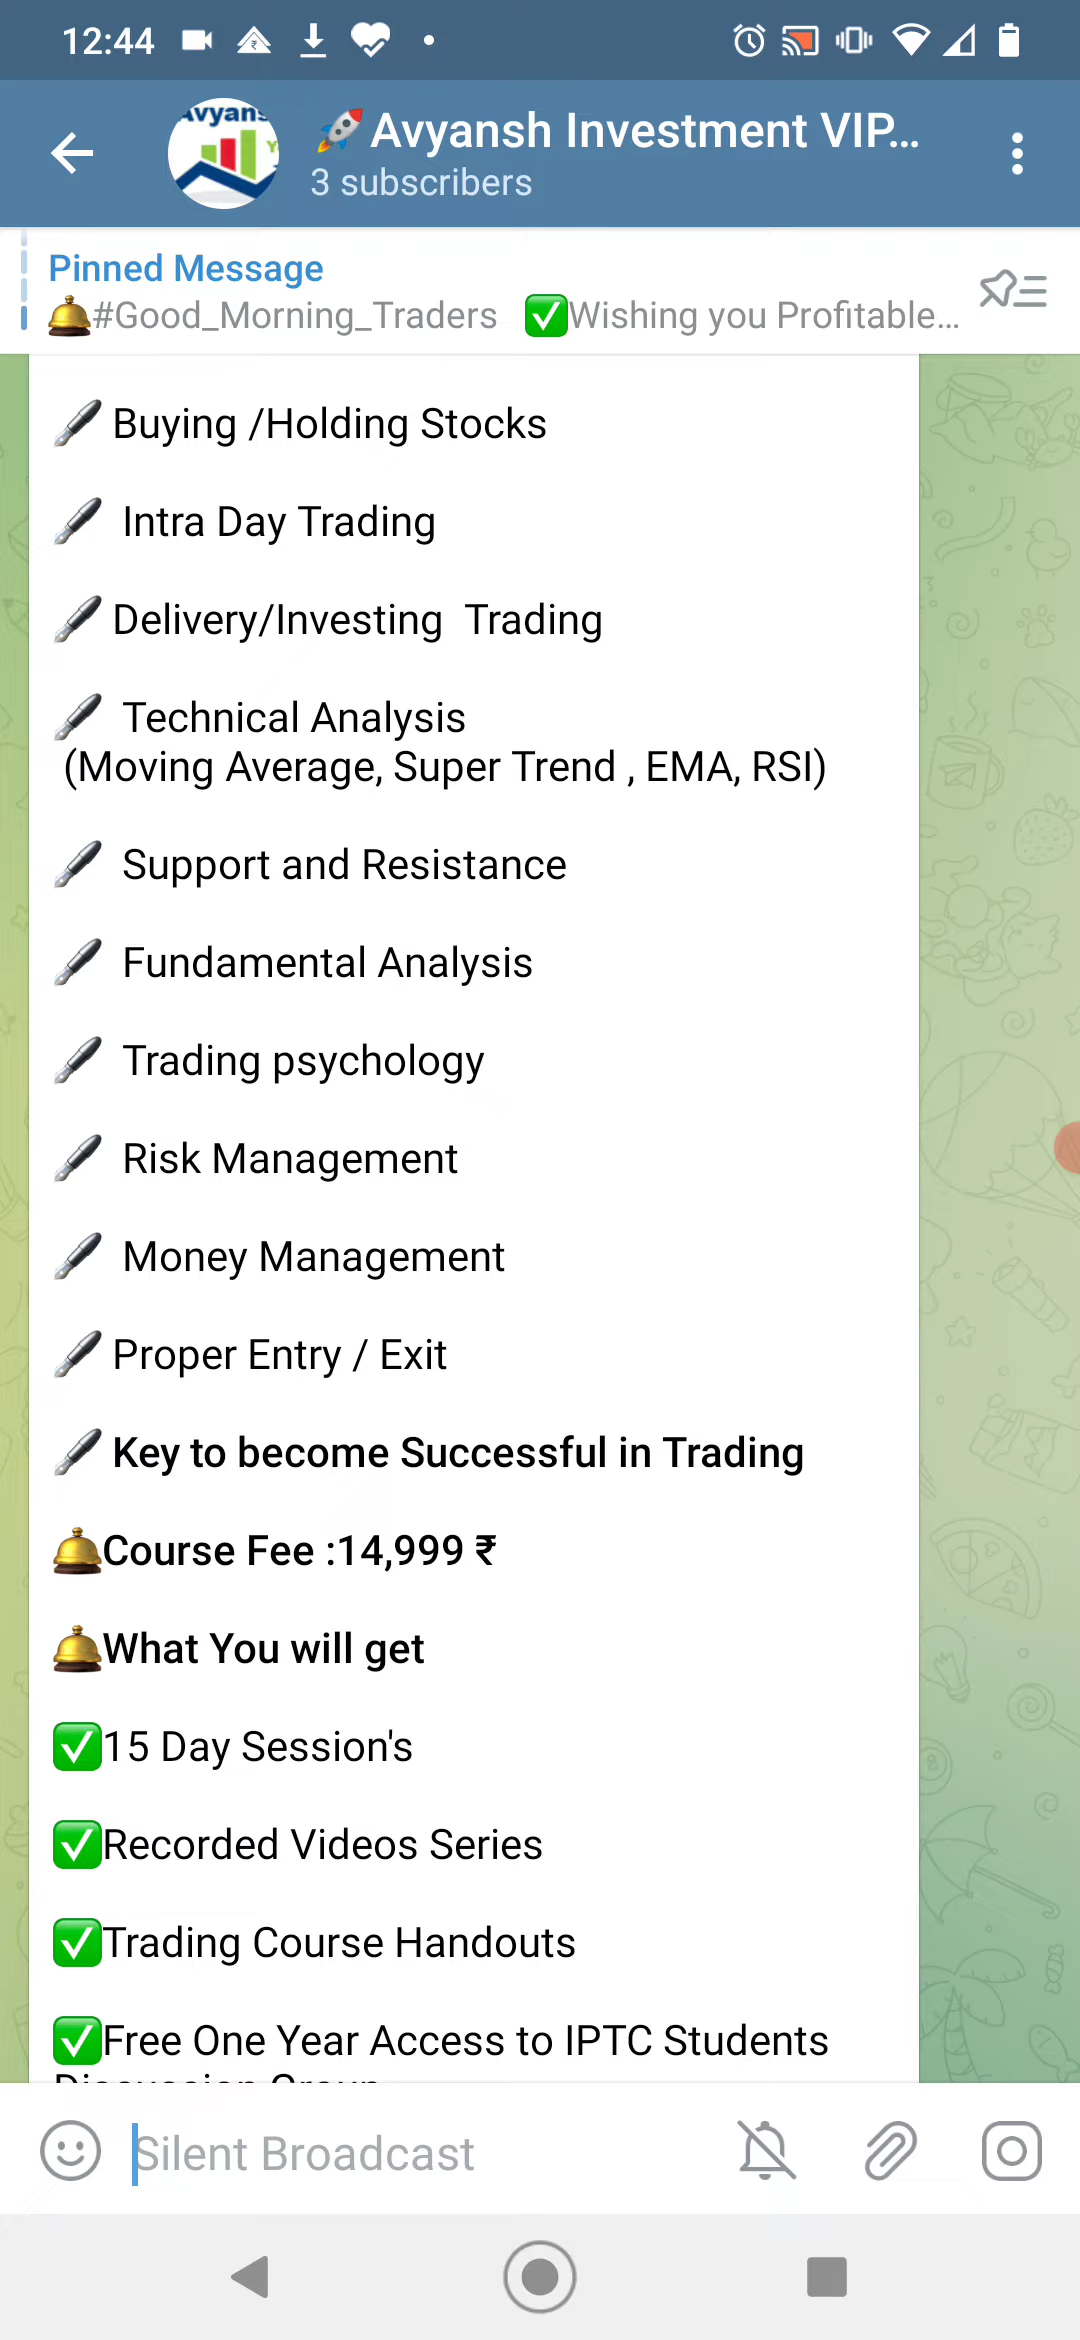 12:44
Avyans
🚀Avyansh Investment VIP...
3 subscribers
Pinned Message
🛎#Good_Morning_Traders ✅Wishing you Profitable...
🖋Buying /Holding Stocks
🖋 Intra Day Trading
🖋Delivery/Investing  Trading
🖋 Technical Analysis
(Moving Average, Super Trend , EMA, RSI)
🖋 Support and Resistance
🖋 Fundamental Analysis
🖋 Trading psychology
🖋 Risk Management
🖋 Money Management
🖋Proper Entry / Exit
🖋Key to become Successful in Trading
🛎Course Fee :14,999 ₹
🛎What You will get
✅15 Day Session's
✅Recorded Videos Series
✅Trading Course Handouts
✅Free One Year Access to IPTC Students
Discussion Group
Silent Broadcast